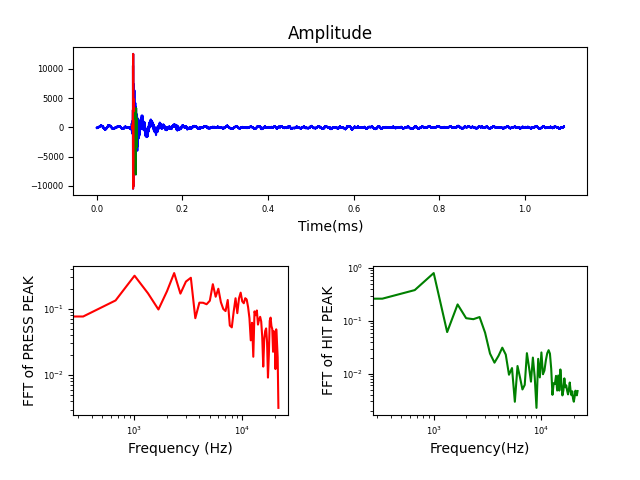 Amplitude
10000
5000
0
−5000
−10000
0.0 0.2 0.4 0.6 0.8 1.0
Time(ms)
FFT of PRESS PEAK
10⁻¹
10⁻²
10³ 10⁴
Frequency (Hz)
FFT of HIT PEAK
10⁰
10⁻¹
10⁻²
10³ 10⁴
Frequency(Hz)